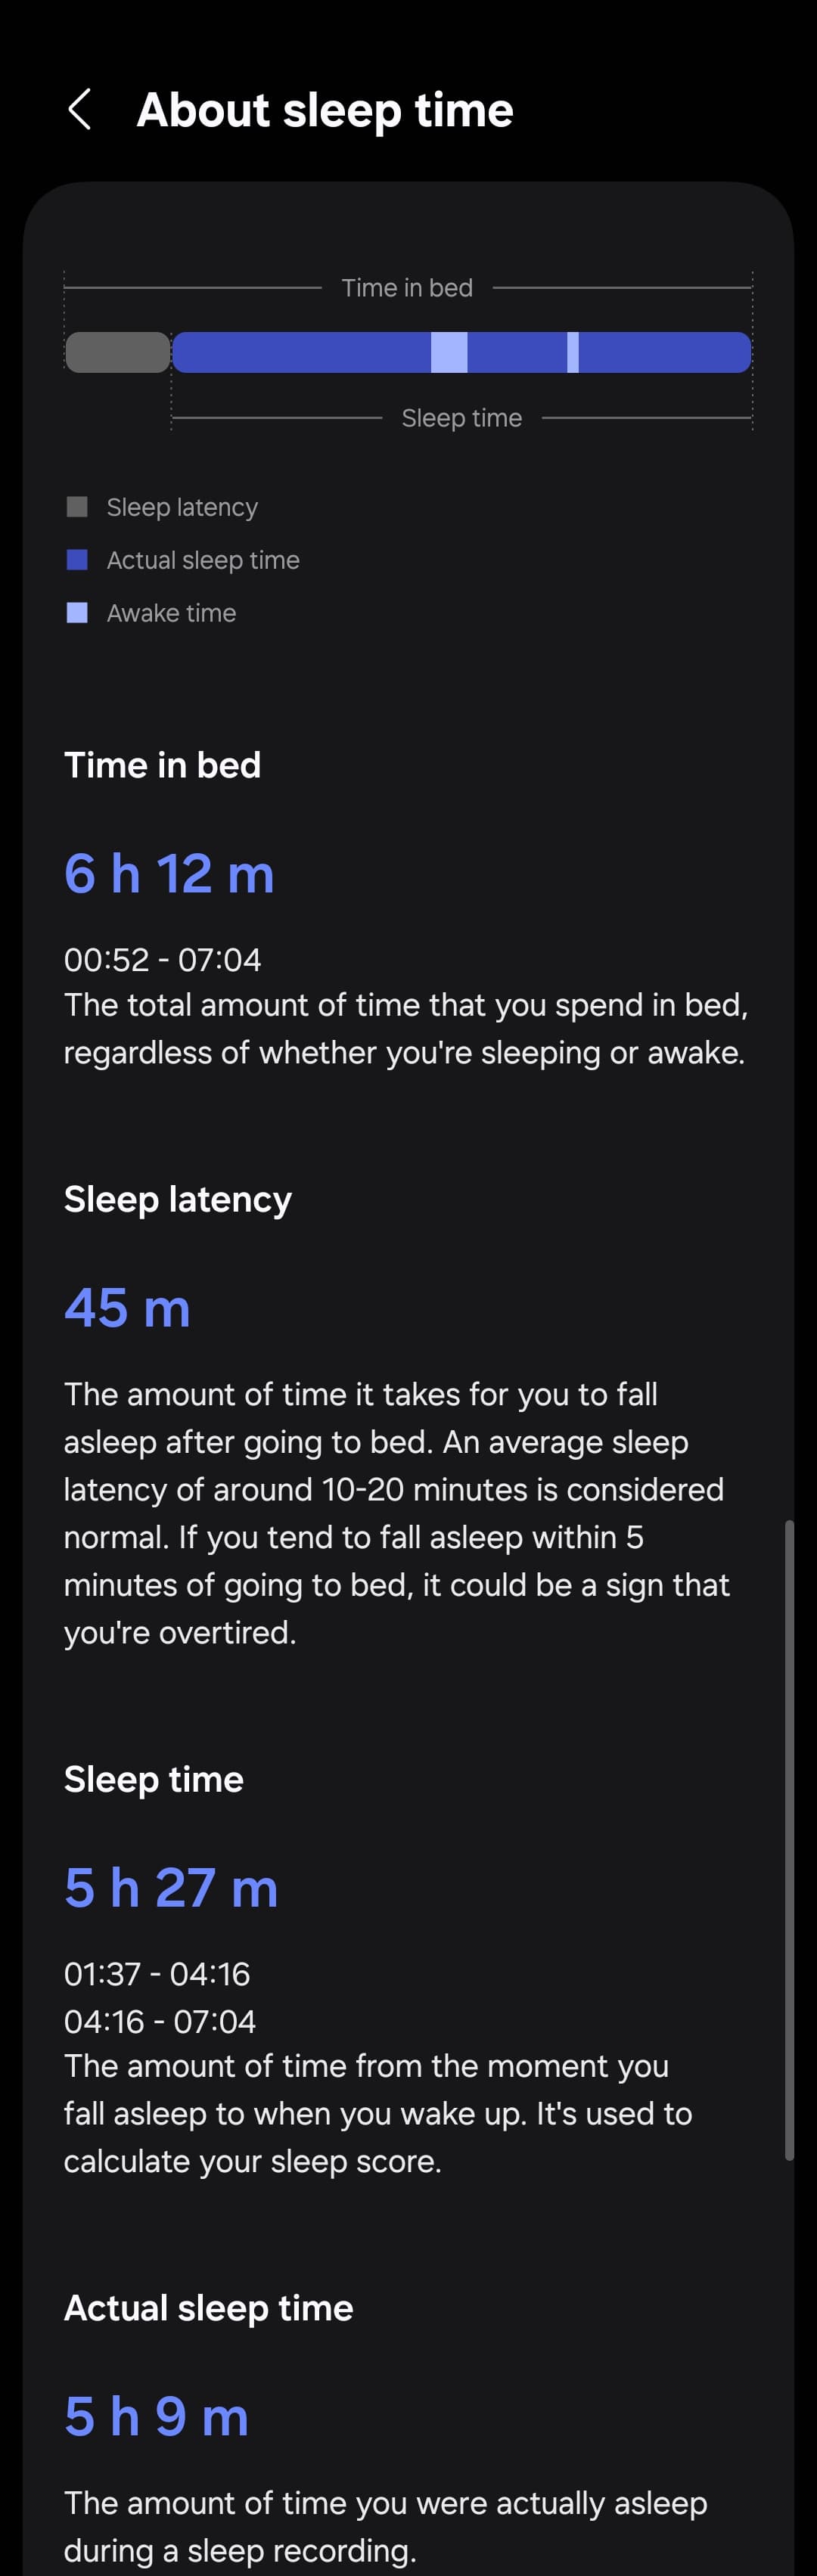 About sleep time
Time in bed
Sleep time
Sleep latency
Actual sleep time
Awake time
Time in bed
6 h 12 m
00:52 - 07:04
The total amount of time that you spend in bed,
regardless of whether you're sleeping or awake.
Sleep latency
45 m
The amount of time it takes for you to fall
asleep after going to bed. An average sleep
latency of around 10-20 minutes is considered
normal. If you tend to fall asleep within 5
minutes of going to bed, it could be a sign that
you're overtired.
Sleep time
5 h 27 m
01:37 - 04:16
04:16 - 07:04
The amount of time from the moment you
fall asleep to when you wake up. It's used to
calculate your sleep score.
Actual sleep time
5 h 9 m
The amount of time you were actually asleep
during a sleep recording.